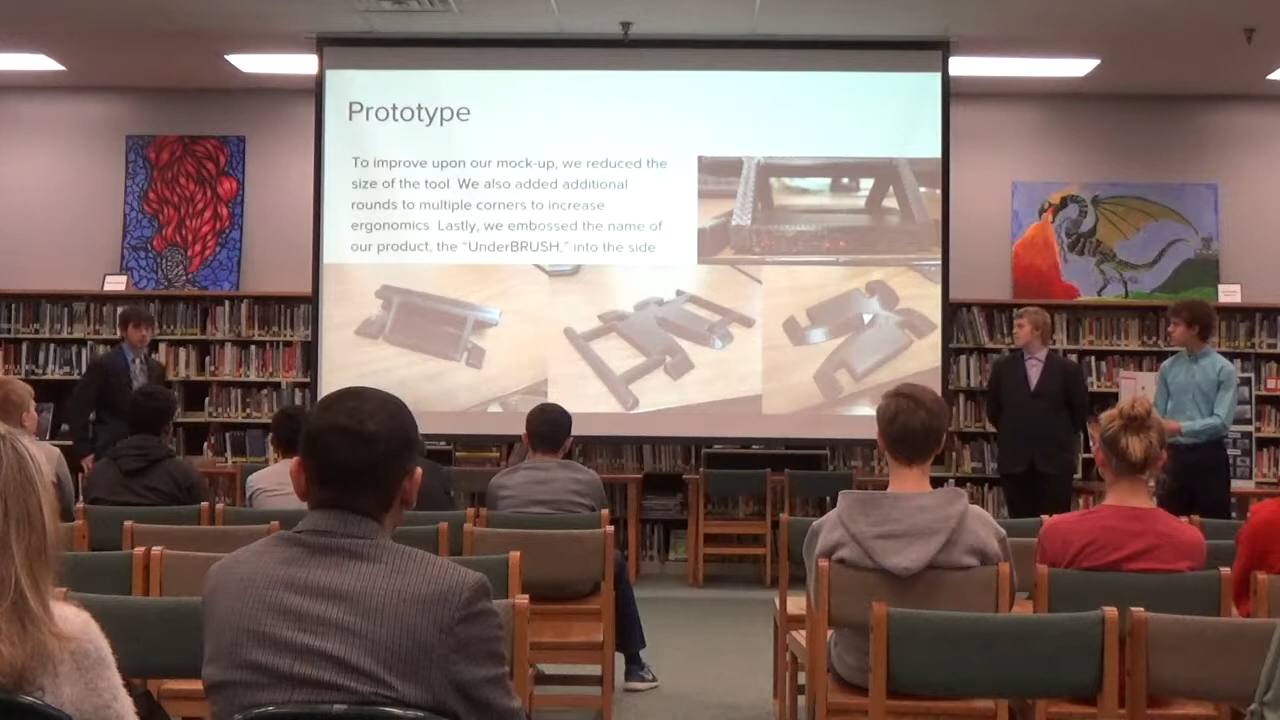 Prototype
To improve upon our mock-up, we reduced the
size of the tool. We also added additional
rounds to multiple corners to increase
ergonomics. Lastly, we embossed the name of
our product, the “UnderBRUSH,” into the side